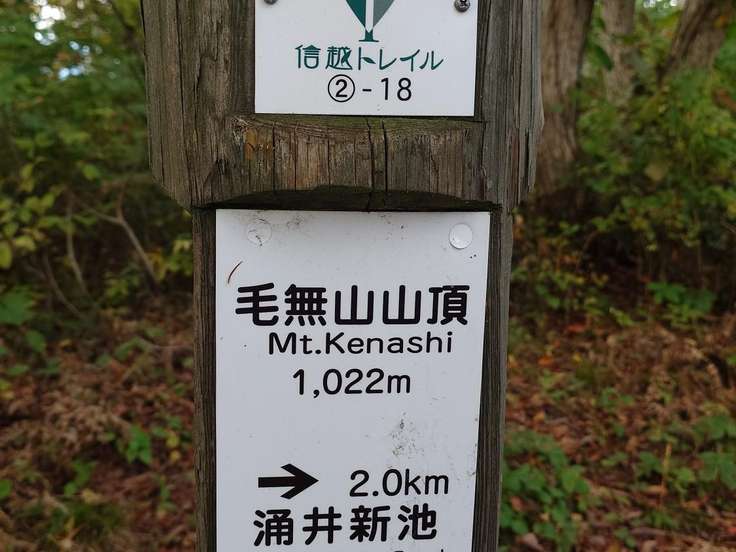 信越トレイル
②-18
毛無山山頂
Mt.Kenashi
1,022m
→ 2.0km
涌井新池